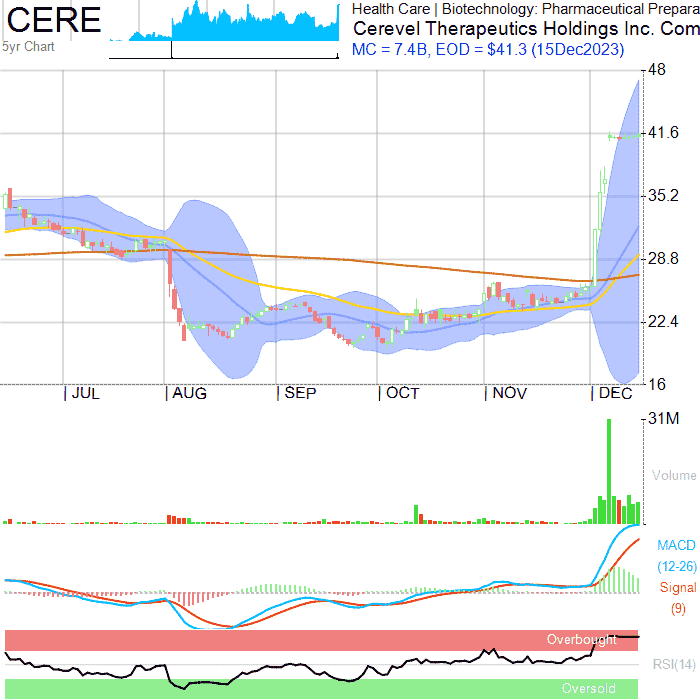 CERE
5yr Chart
Health Care | Biotechnology: Pharmaceutical Prepara
Cerevel Therapeutics Holdings Inc. Com
MC = 7.4B, EOD = $41.3 (15Dec2023)
48
41.6
35.2
28.8
22.4
16
JUL
AUG
SEP
OCT
NOV
DEC
31M
Volume
MACD
(12-26)
Signal
(9)
Overbought
RSI(14)
Oversold